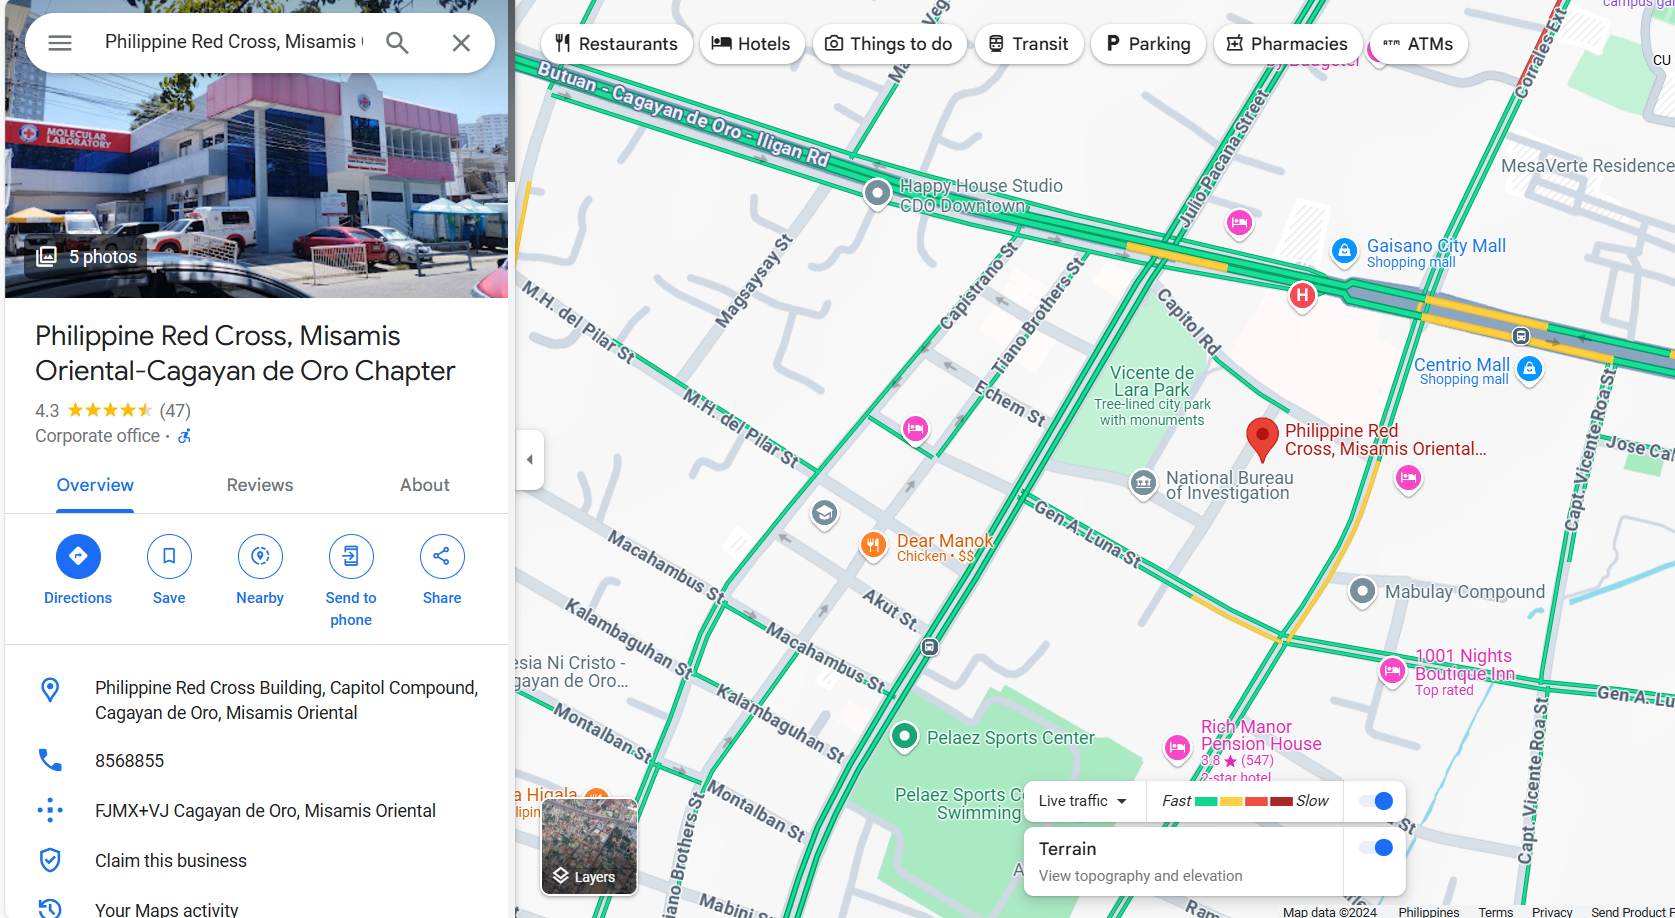 Philippine Red Cross, Misamis
5 photos
MOLECULAR
LABORATORY
Philippine Red Cross, Misamis
Oriental-Cagayan de Oro Chapter
4.3 (47)
Corporate office ·
Overview
Reviews
About
Directions
Save
Nearby
Send to
phone
Share
Philippine Red Cross Building, Capitol Compound,
Cagayan de Oro, Misamis Oriental
8568855
FJMX+VJ Cagayan de Oro, Misamis Oriental
Claim this business
Your Maps activity
Restaurants
Hotels
Things to do
Transit
Parking
Pharmacies
ATMs
Butuan - Cagayan de Oro - Iligan Rd
Julio Pacana Street
Corrales Ext
CU
MesaVerte Residence
Happy House Studio
CDO Downtown
Gaisano City Mall
Shopping mall
H
Centrio Mall
Shopping mall
Magsaysay St
Capistrano St
Tiano Brothers St
Capitol Rd
M.H. del Pilar St
M.H. del Pilar St
Echem St
Vicente de
Lara Park
Tree-lined city park
with monuments
Philippine Red
Cross, Misamis Oriental...
National Bureau
of Investigation
Capt. Vicente Roa St
Jose Ca
Gen A. Luna St
Dear Manok
Chicken • $$
Macahambus St
Akut St.
Mabulay Compound
Kalambaguhan St
Macahambus St
esia Ni Cristo -
gayan de Oro...
Kalambaguhan St
1001 Nights
Boutique Inn
Top rated
Gen A. Lu
Montalban St
Pelaez Sports Center
Rich Manor
Pension House
3.8 ★ (547)
2-star hotel
Capt. Vicente Roa St
a Higala
Montalban St
Pelaez Sports C
Swimming
iano Brothers St
Mabini
Layers
Live traffic
Fast
Slow
Terrain
View topography and elevation
St
Ram
Map data ©2024
Philippines
Terms
Privacy
Send Product F